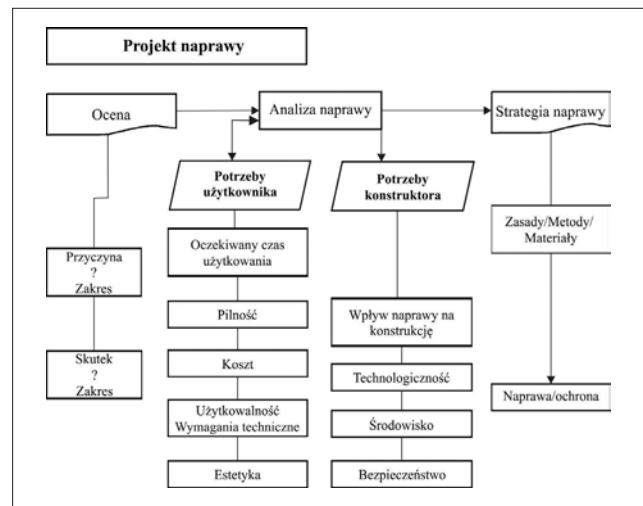 Projekt naprawy
Ocena
Analiza naprawy
Strategia naprawy
Potrzeby
użytkownika
Potrzeby
konstruktora
Oczekiwany czas
użytkowania
Zasady/Metody/
Materiały
Przyczyna
?
Zakres
Pilność
Wpływ naprawy na
konstrukcję
Skutek
?
Zakres
Koszt
Technologiczność
Naprawa/ochrona
Użytkowalność
Wymagania techniczne
Środowisko
Estetyka
Bezpieczeństwo